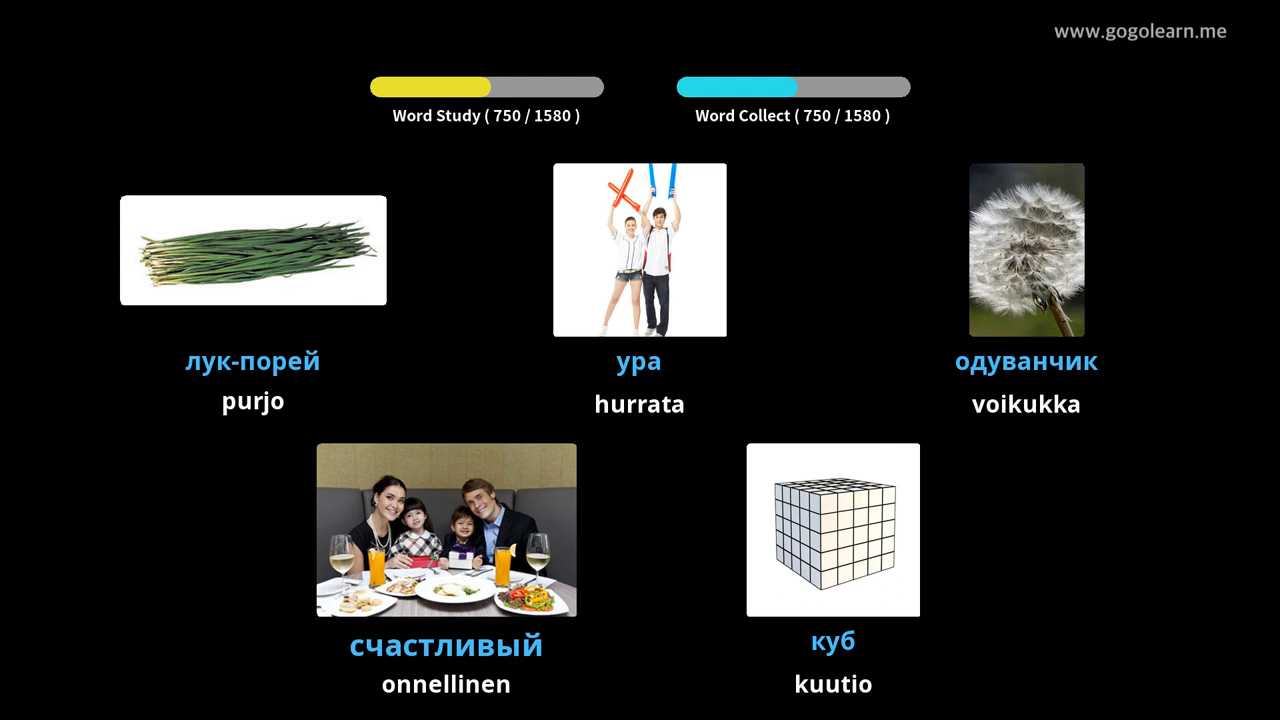 www.gogolearn.me
Word Study ( 750 / 1580 )
Word Collect ( 750 / 1580 )
лук-порей
purjo
ура
hurrata
одуванчик
voikukka
счастливый
onnellinen
куб
kuutio